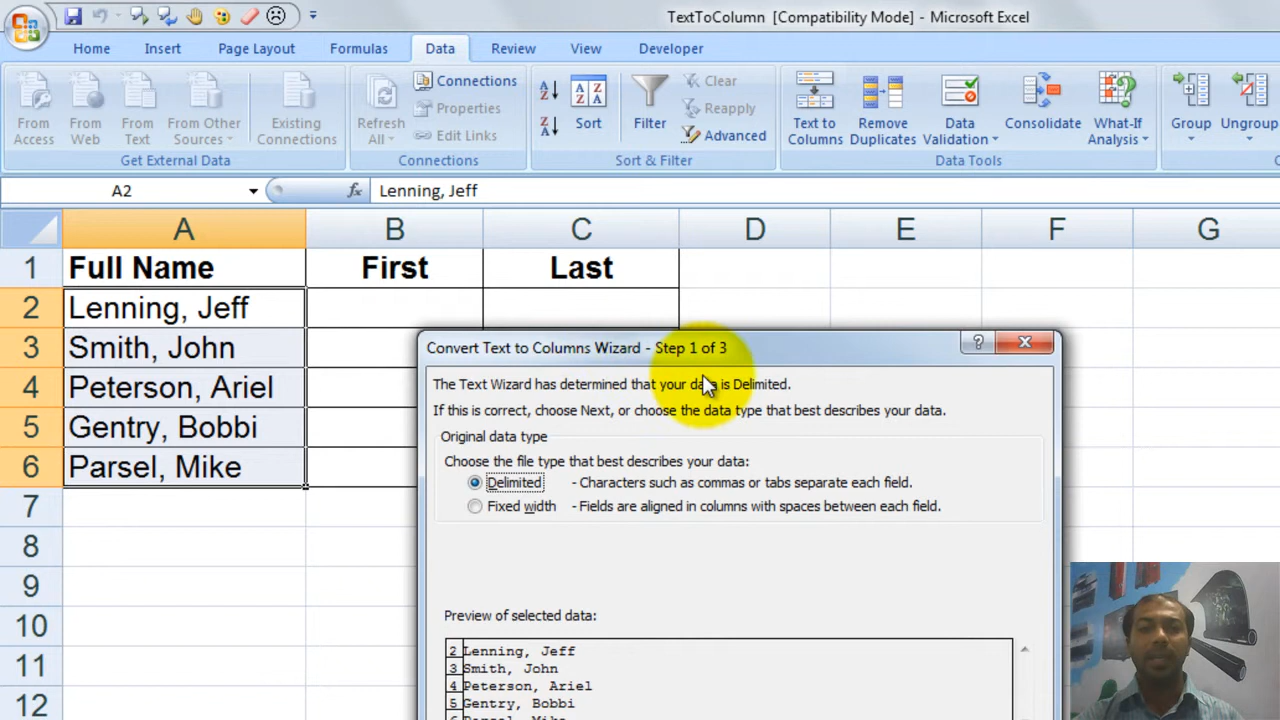 TextToColumn [Compatibility Mode] - Microsoft Excel
Home Insert Page Layout Formulas Data Review View Developer
From Access
From Web
From Text
From Other Sources
Existing Connections
Get External Data
Refresh All
Connections
Properties
Edit Links
Connections
Sort
Filter
Clear
Reapply
Advanced
Sort & Filter
Text to Columns
Remove Duplicates
Data Validation
Consolidate
What-If Analysis
Data Tools
Group
Ungroup
A2 fx Lenning, Jeff
A B C D E F G
1 Full Name First Last
2 Lenning, Jeff
3 Smith, John
4 Peterson, Ariel
5 Gentry, Bobbi
6 Parsel, Mike
7
8
9
10
11
12
Convert Text to Columns Wizard - Step 1 of 3
The Text Wizard has determined that your data is Delimited.
If this is correct, choose Next, or choose the data type that best describes your data.
Original data type
Choose the file type that best describes your data:
Delimited - Characters such as commas or tabs separate each field.
Fixed width - Fields are aligned in columns with spaces between each field.
Preview of selected data:
2 Lenning, Jeff
3 Smith, John
4 Peterson, Ariel
5 Gentry, Bobbi